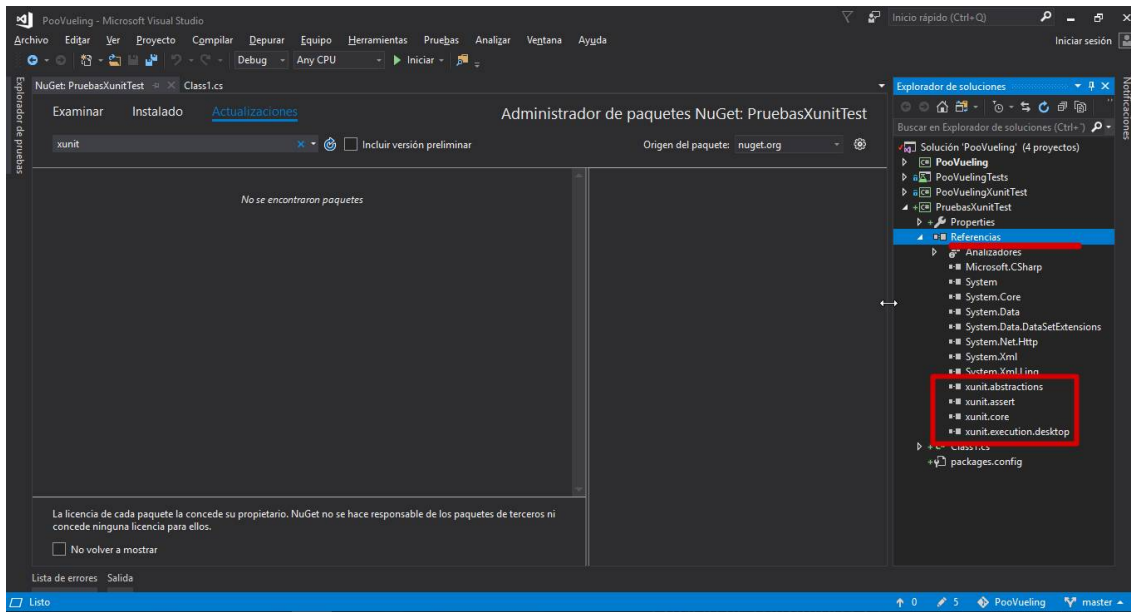 PooVueling - Microsoft Visual Studio
Inicio rápido (Ctrl+Q)
Archivo Editar Ver Proyecto Compilar Depurar Equipo Herramientas Pruebas Analizar Ventana Ayuda
Iniciar sesión
Debug Any CPU Iniciar
Explorador de pruebas
NuGet: PruebasXunitTest Class1.cs
Examinar Instalado Actualizaciones
Administrador de paquetes NuGet: PruebasXunitTest
xunit
Incluir versión preliminar
Origen del paquete: nuget.org
No se encontraron paquetes
La licencia de cada paquete la concede su propietario. NuGet no se hace responsable de los paquetes de terceros ni
concede ninguna licencia para ellos.
No volver a mostrar
Explorador de soluciones
Buscar en Explorador de soluciones (Ctrl+´)
Solución 'PooVueling' (4 proyectos)
PooVueling
PooVuelingTests
PooVuelingXunitTest
PruebasXunitTest
Properties
Referencias
Analizadores
Microsoft.CSharp
System
System.Core
System.Data
System.Data.DataSetExtensions
System.Net.Http
System.Xml
System.Xml.Linq
xunit.abstractions
xunit.assert
xunit.core
xunit.execution.desktop
Class1.cs
packages.config
Notificaciones
Lista de errores Salida
Listo
0 5 PooVueling master